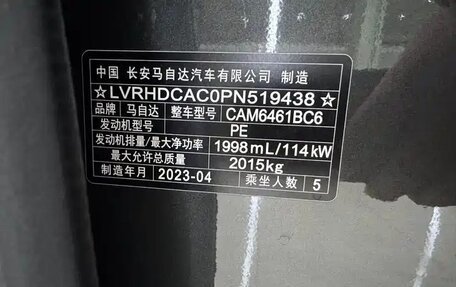 中国 长安马自达汽车有限公司 制造
☆LVRHDCAC0PN519438☆
品牌 马自达 整车型号 CAM6461BC6
发动机型号 PE
发动机排量/最大净功率 1998mL/114kW
最大允许总质量 2015kg
制造年月 2023-04 乘坐人数 5